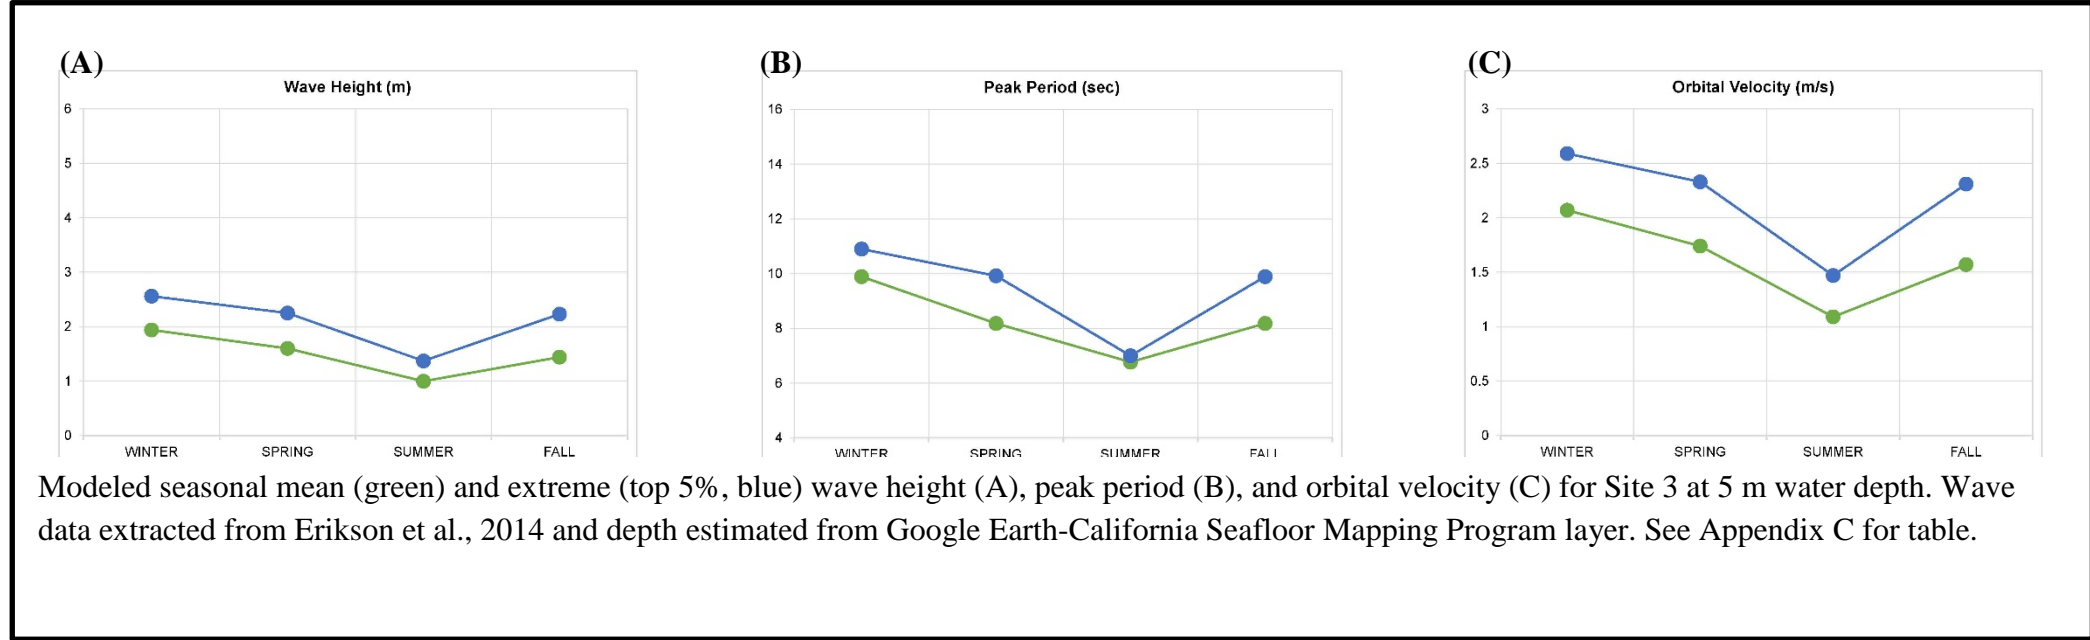 (A)
Wave Height (m)
6
5
4
3
2
1
0
WINTER SPRING SUMMER FALL
(B)
Peak Period (sec)
16
14
12
10
8
6
4
WINTER SPRING SUMMER FALL
(C)
Orbital Velocity (m/s)
3
2.5
2
1.5
1
0.5
0
WINTER SPRING SUMMER FALL
Modeled seasonal mean (green) and extreme (top 5%, blue) wave height (A), peak period (B), and orbital velocity (C) for Site 3 at 5 m water depth. Wave
data extracted from Erikson et al., 2014 and depth estimated from Google Earth-California Seafloor Mapping Program layer. See Appendix C for table.